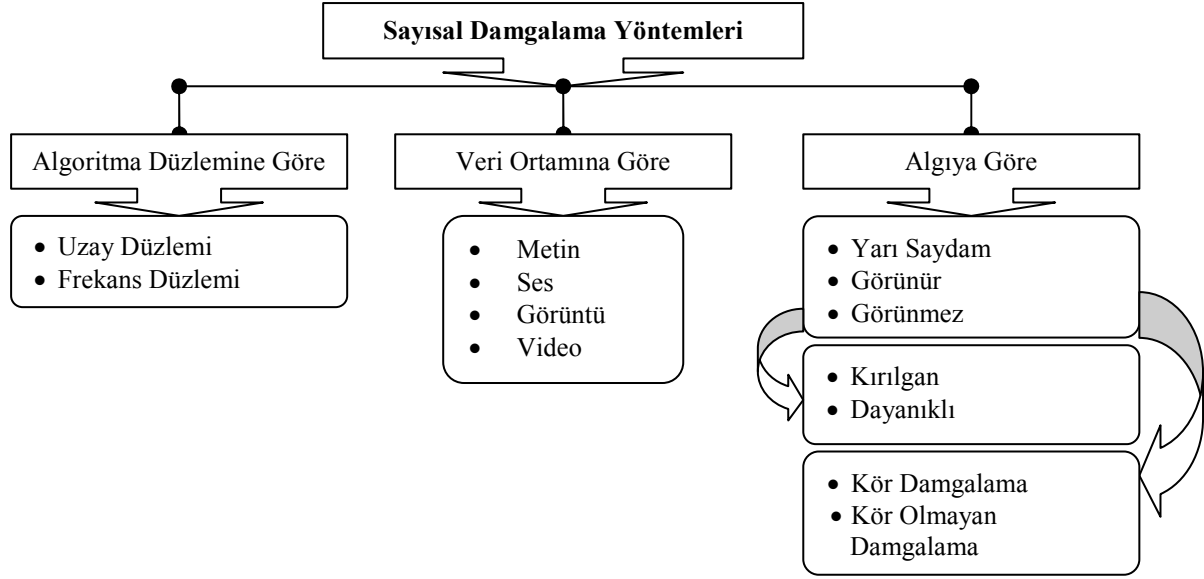 Sayısal Damgalama Yöntemleri
Algoritma Düzlemine Göre
• Uzay Düzlemi
• Frekans Düzlemi
Veri Ortamına Göre
• Metin
• Ses
• Görüntü
• Video
Algıya Göre
• Yarı Saydam
• Görünür
• Görünmez
• Kırılgan
• Dayanıklı
• Kör Damgalama
• Kör Olmayan
Damgalama